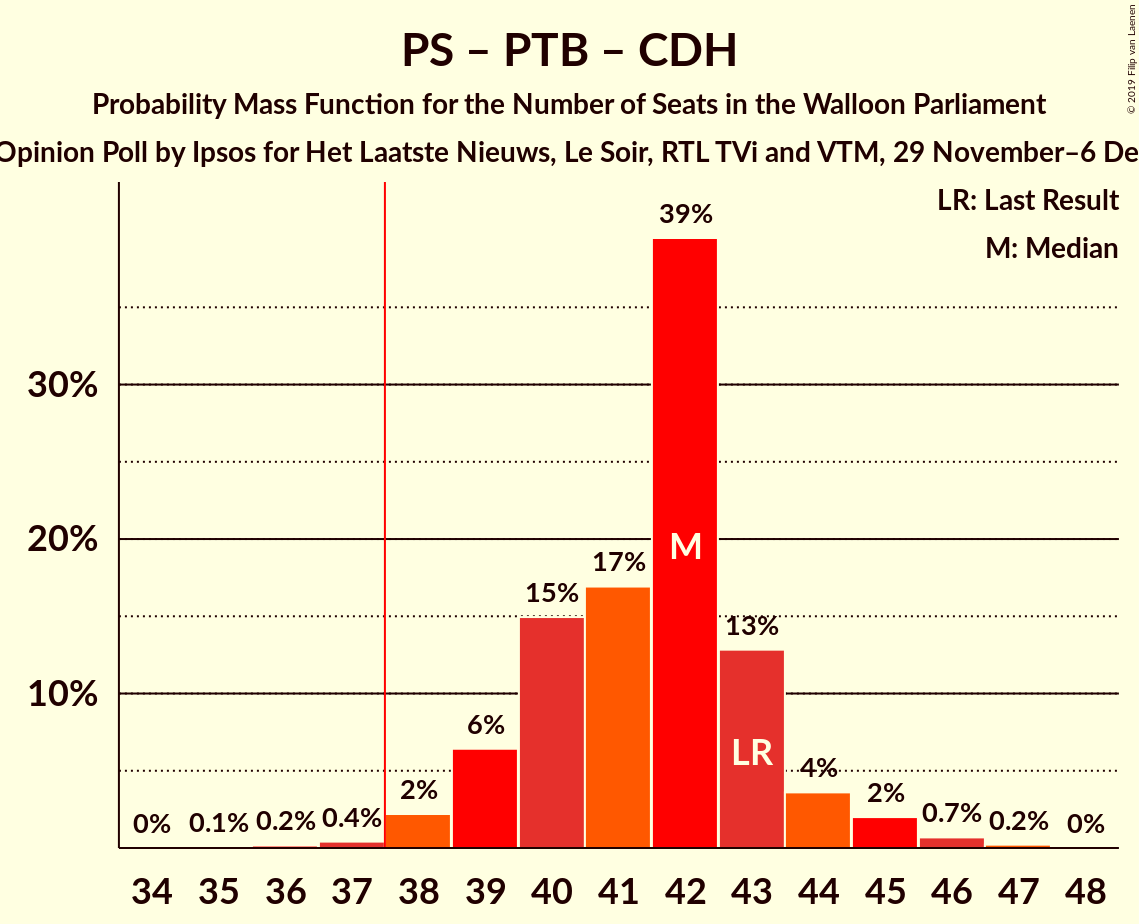 PS – PTB – CDH
Probability Mass Function for the Number of Seats in the Walloon Parliament
Opinion Poll by Ipsos for Het Laatste Nieuws, Le Soir, RTL TVi and VTM, 29 November–6 De
© 2019 Filip van Laenen
LR: Last Result
M: Median
39%
30%
20%
10%
M
LR
0% 0.1% 0.2% 0.4% 2% 6% 15% 17% 13% 4% 2% 0.7% 0.2% 0%
34 35 36 37 38 39 40 41 42 43 44 45 46 47 48